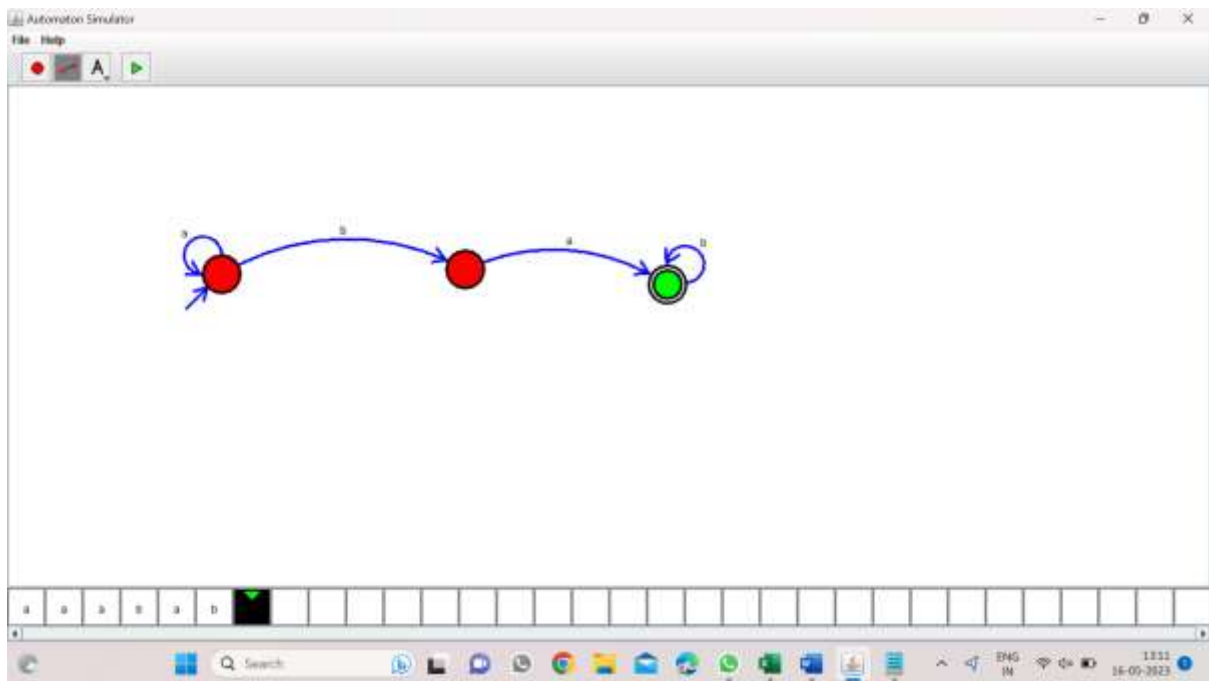 Automaton Simulator
File Help
A
a
b
a
b
a a a b a b
Search
ENG
IN
13:11
16-05-2023